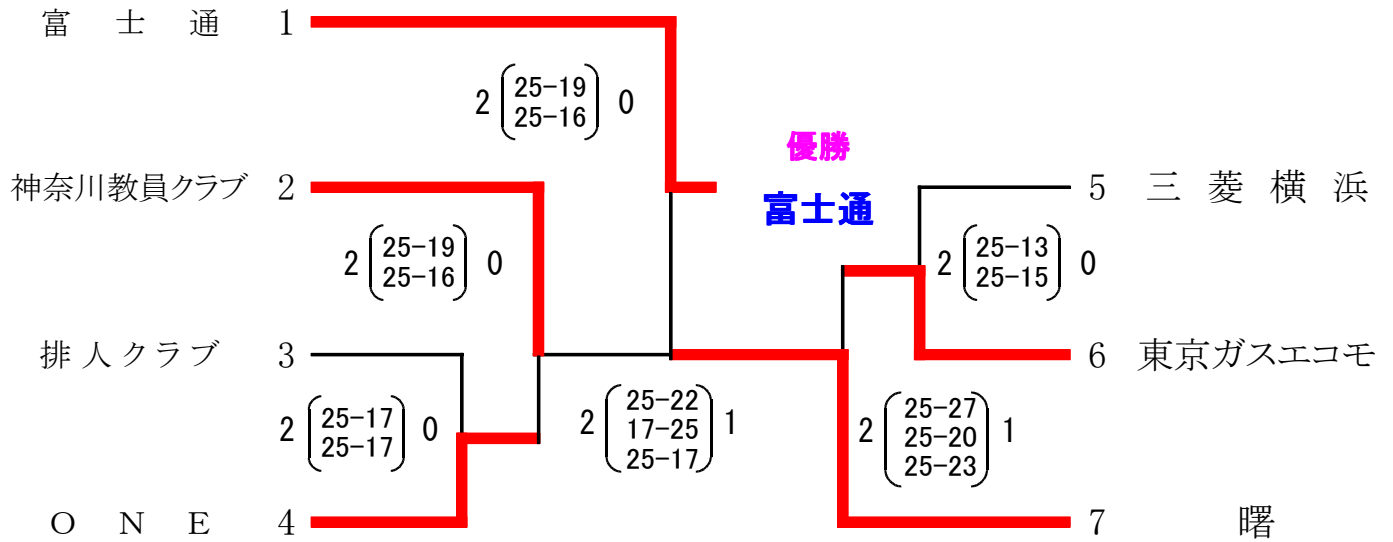 富士通 1
2 25-19 0
25-16
優勝
富士通
神奈川教員クラブ 2
2 25-19 0
25-16
排人クラブ 3
2 25-17 0
25-17
ONE 4
2 25-22 1
17-25
25-17
5 三菱横浜
2 25-13 0
25-15
6 東京ガスエコモ
2 25-27 1
25-20
25-23
7 曙